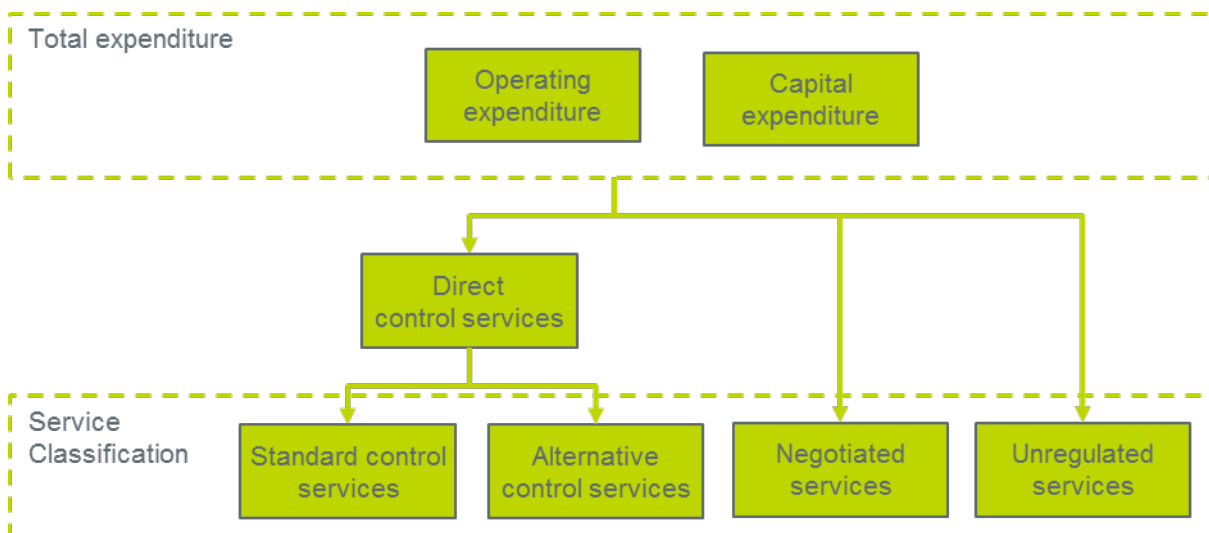 Total expenditure
Operating
expenditure
Capital
expenditure
Direct
control services
Service
Classification
Standard control
services
Alternative
control services
Negotiated
services
Unregulated
services